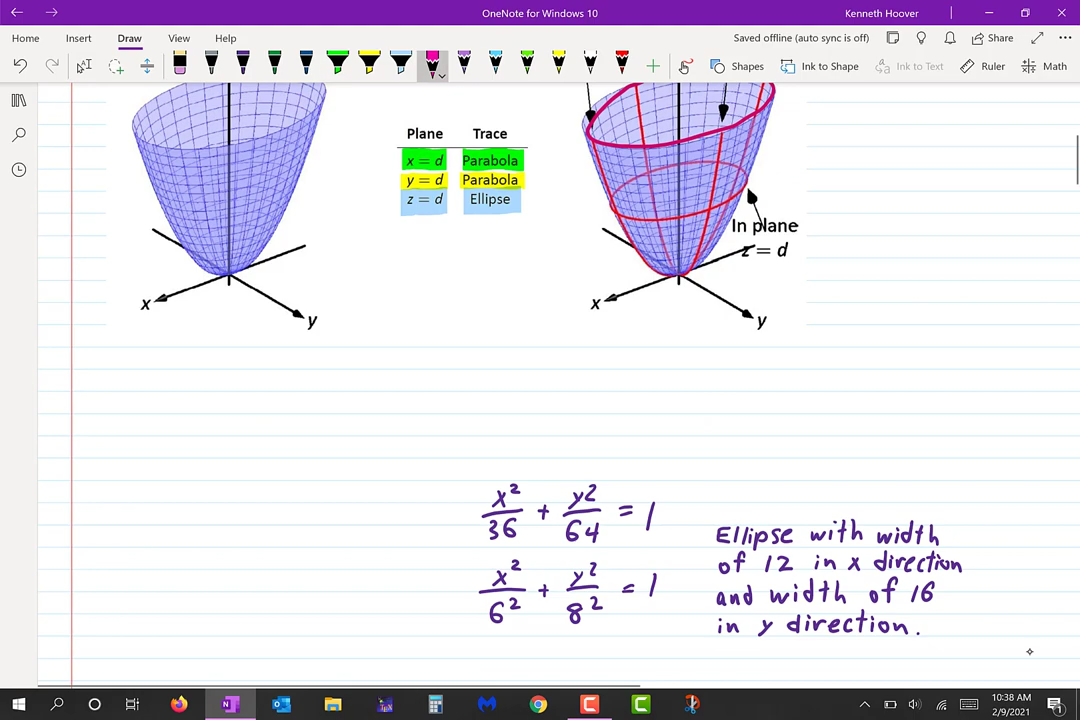 OneNote for Windows 10
Kenneth Hoover
Home Insert Draw View Help
Saved offline (auto sync is off)
Share
Shapes
Ink to Shape
Ink to Text
Ruler
Math
Plane Trace
x = d Parabola
y = d Parabola
z = d Ellipse
In plane
z = d
x
y
x
y
x²/36 + y²/64 = 1
x²/6² + y²/8² = 1
Ellipse with width
of 12 in x direction
and width of 16
in y direction.
10:38 AM
2/9/2021